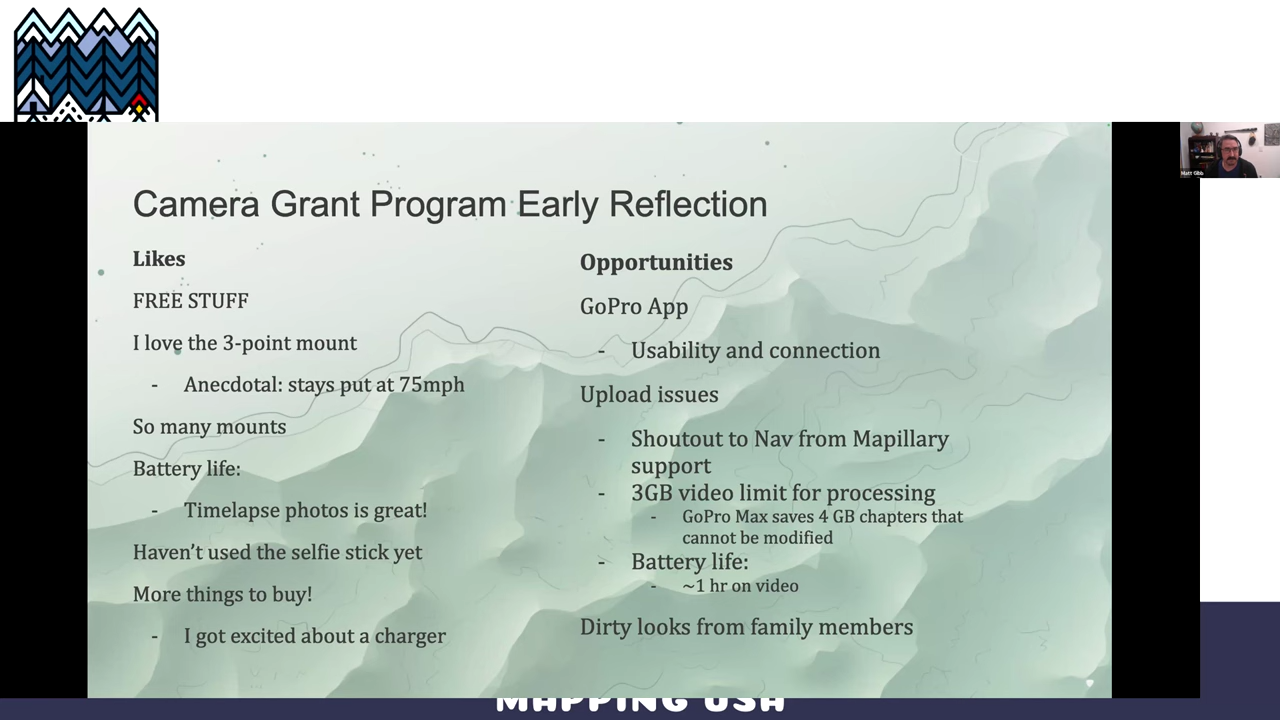 Camera Grant Program Early Reflection
Likes
FREE STUFF
I love the 3-point mount
- Anecdotal: stays put at 75mph
So many mounts
Battery life:
- Timelapse photos is great!
Haven’t used the selfie stick yet
More things to buy!
- I got excited about a charger
Opportunities
GoPro App
- Usability and connection
Upload issues
- Shoutout to Nav from Mapillary
support
- 3GB video limit for processing
- GoPro Max saves 4 GB chapters that
cannot be modified
- Battery life:
- ~1 hr on video
Dirty looks from family members
Matt Gibb
MAPPING USA